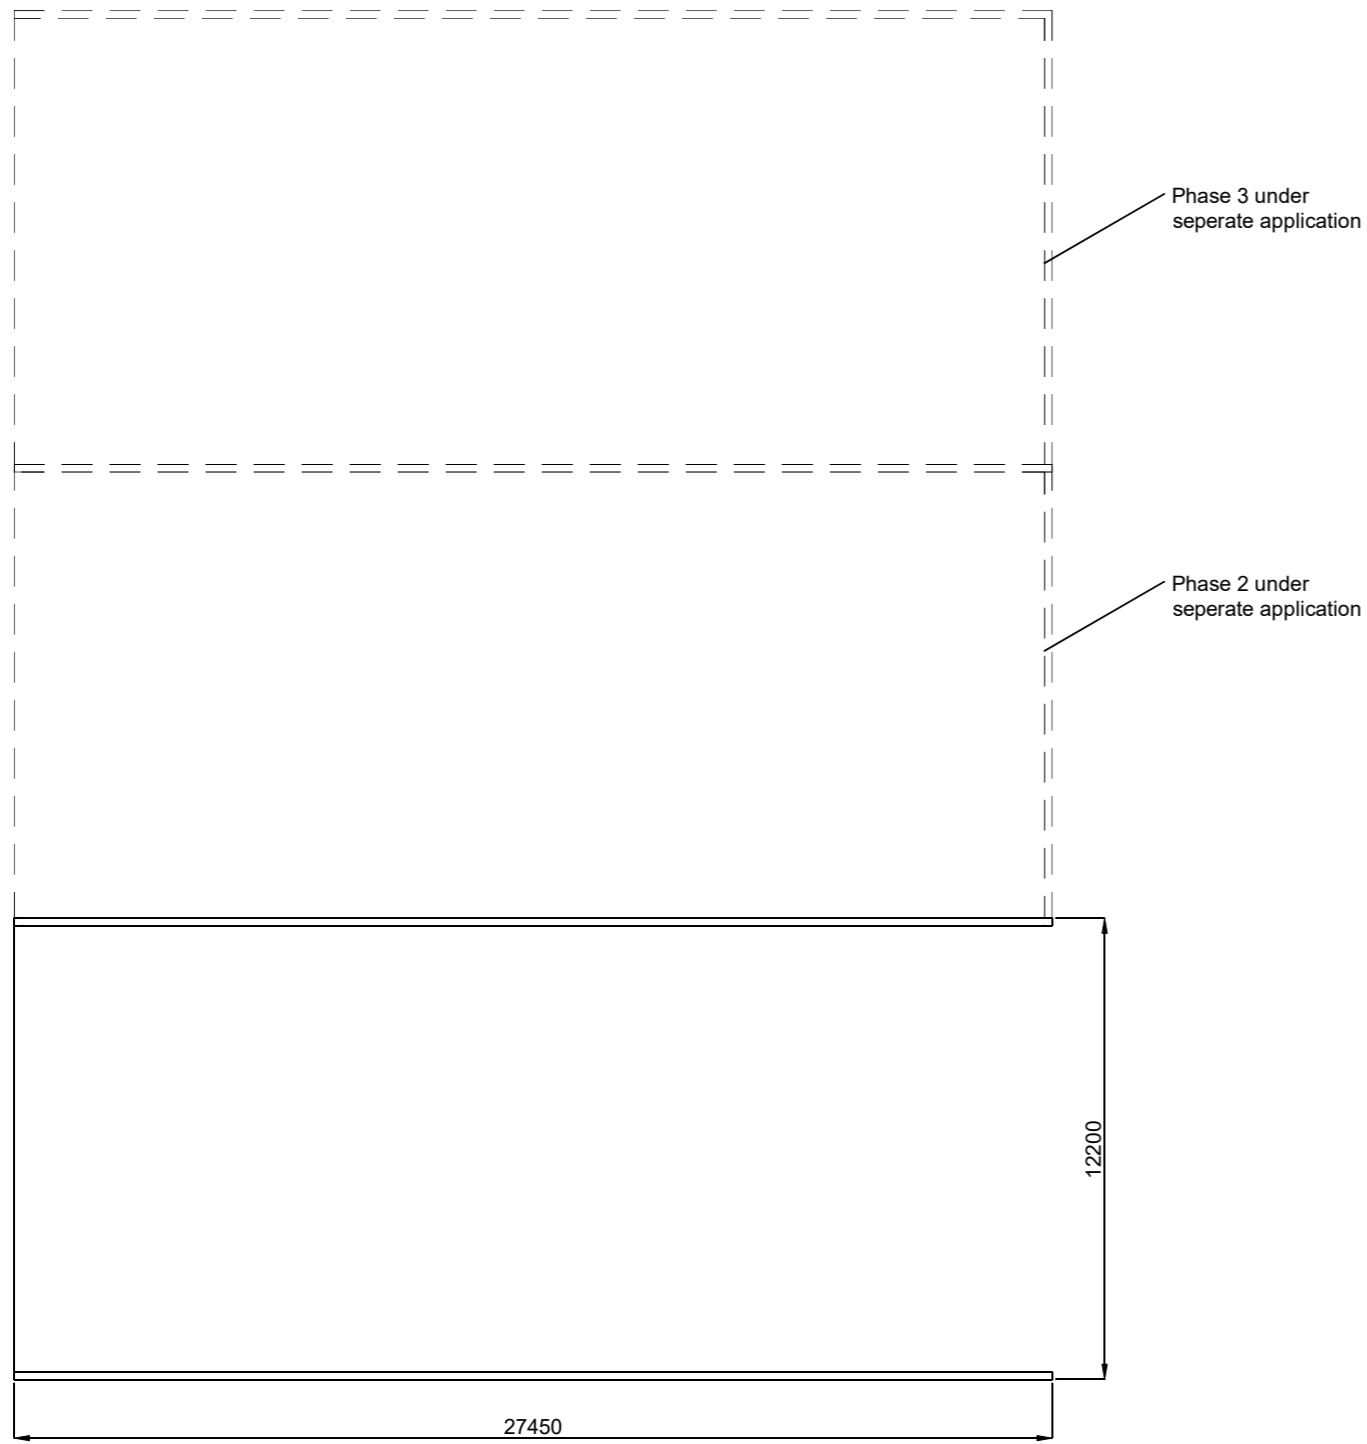 Phase 3 under
seperate application
Phase 2 under
seperate application
12200
27450